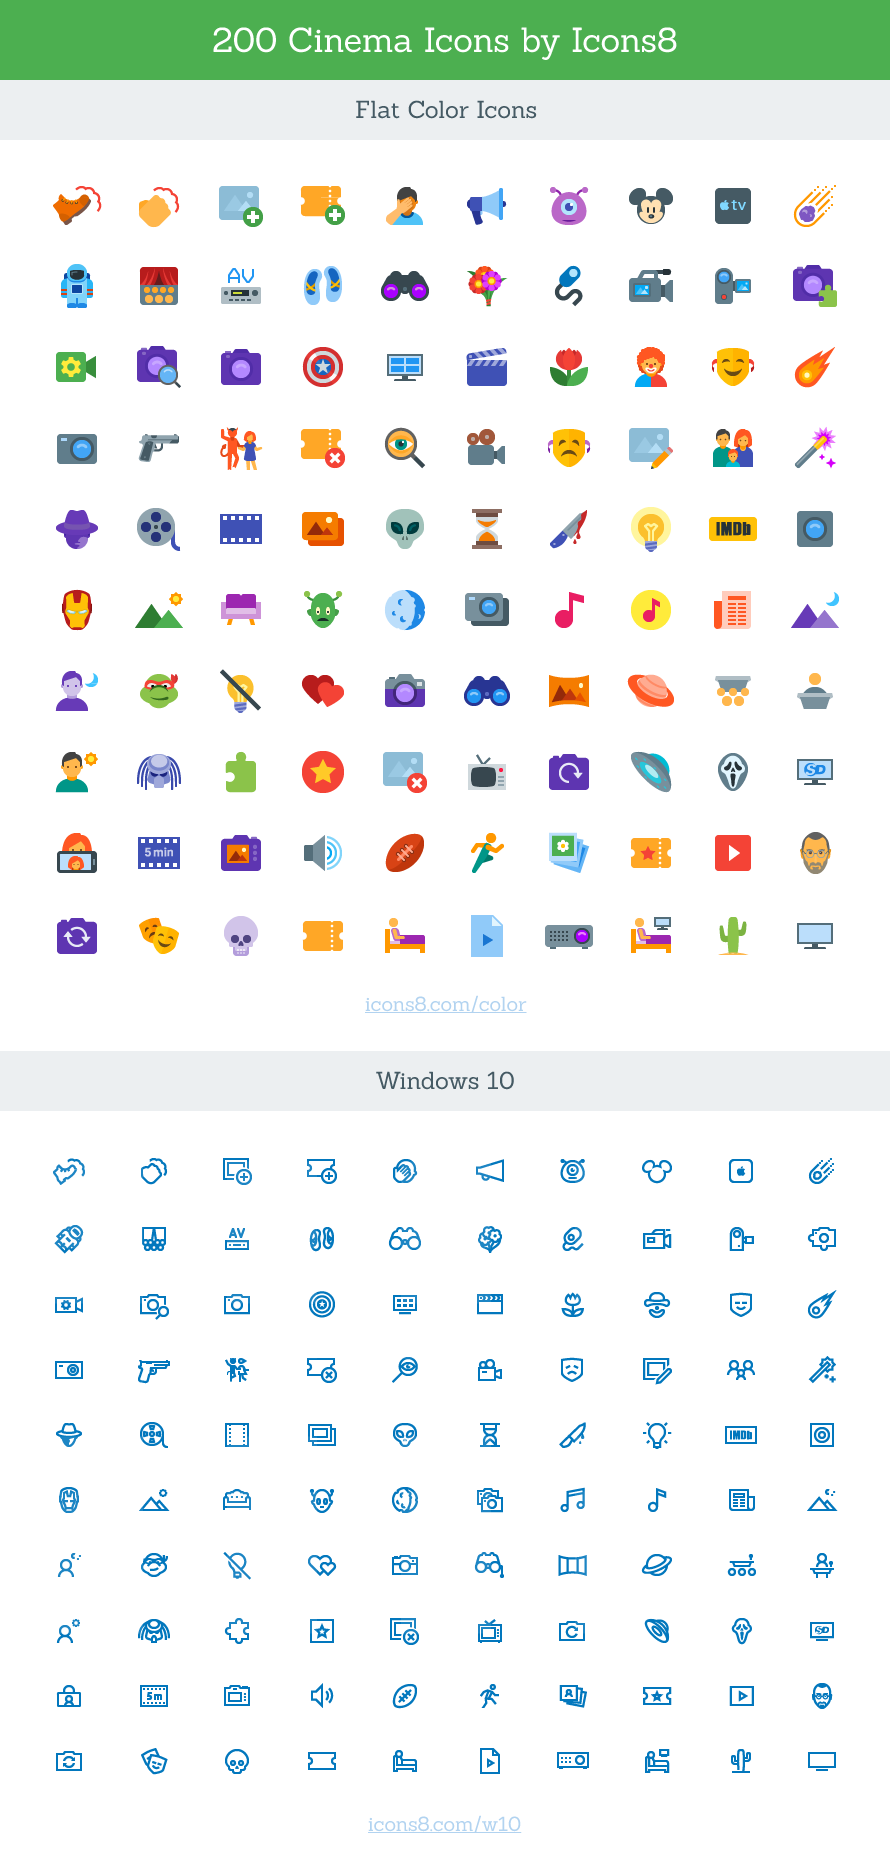 200 Cinema Icons by Icons8
Flat Color Icons
tv
AV
IMDb
SD
5 min
icons8.com/color
Windows 10
AV
IMDb
SD
5m
icons8.com/w10